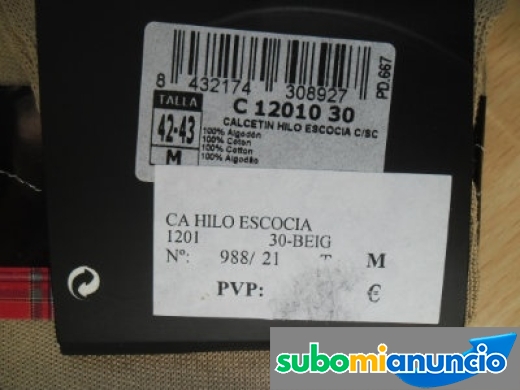 8 432174 308927
PD.667
TALLA
42-43
M
C 12010 30
CALCETIN HILO ESCOCIA C/SC
100% Algodón
100% Coton
100% Cotton
100% Algodão
CA HILO ESCOCIA
1201 30-BEIG
Nº: 988/ 21 T M
PVP: €
subomianuncio